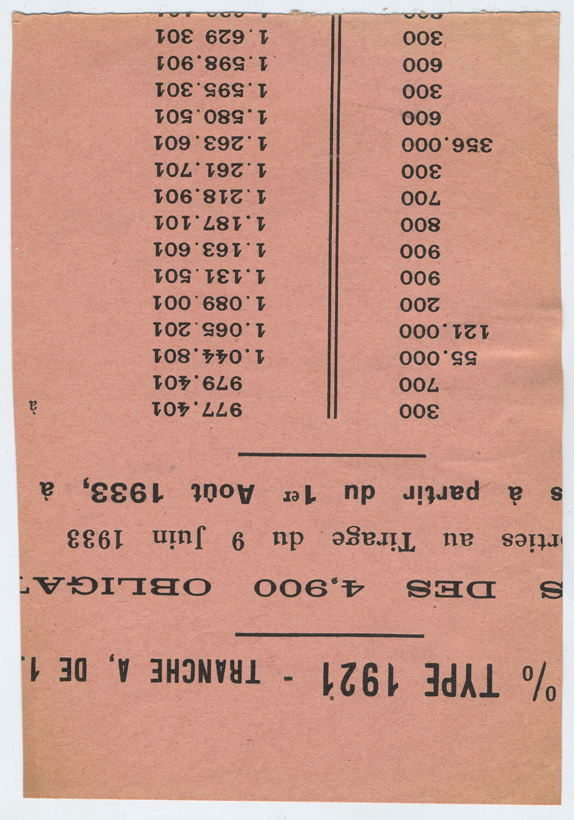 % TYPE 1921 - TRANCHE A, DE 1
S DES 4,900 OBLIGAT
orties au Tirage du 9 Juin 1933
s à partir du 1er Août 1933, à
300 977.401 à
700 979.401
55.000 1.044.801
121.000 1.065.201
200 1.089.001
900 1.131.501
900 1.163.601
800 1.187.101
700 1.218.901
300 1.261.701
356.000 1.263.601
600 1.580.501
300 1.595.301
600 1.598.901
300 1.629 301